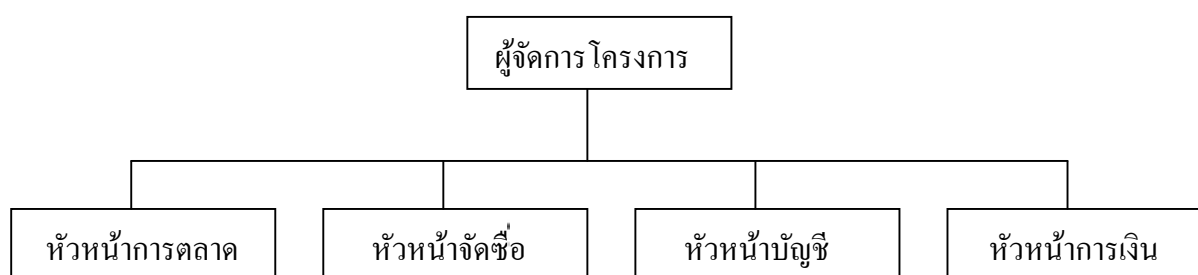 ผู้จัดการโครงการ
หัวหน้าการตลาด
หัวหน้าจัดซื่อ
หัวหน้าบัญชี
หัวหน้าการเงิน